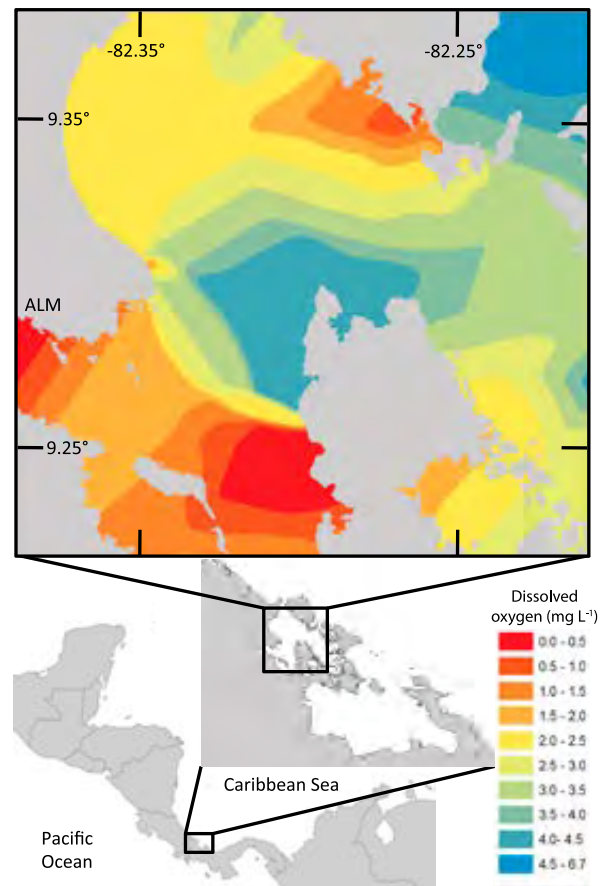 -82.35°
-82.25°
9.35°
ALM
9.25°
Dissolved
oxygen (mg L-1)
0.0 - 0.5
0.5 - 1.0
1.0 - 1.5
1.5 - 2.0
2.0 - 2.5
2.5 - 3.0
3.0 - 3.5
3.5 - 4.0
4.0- 4.5
4.5 - 6.7
Caribbean Sea
Pacific
Ocean